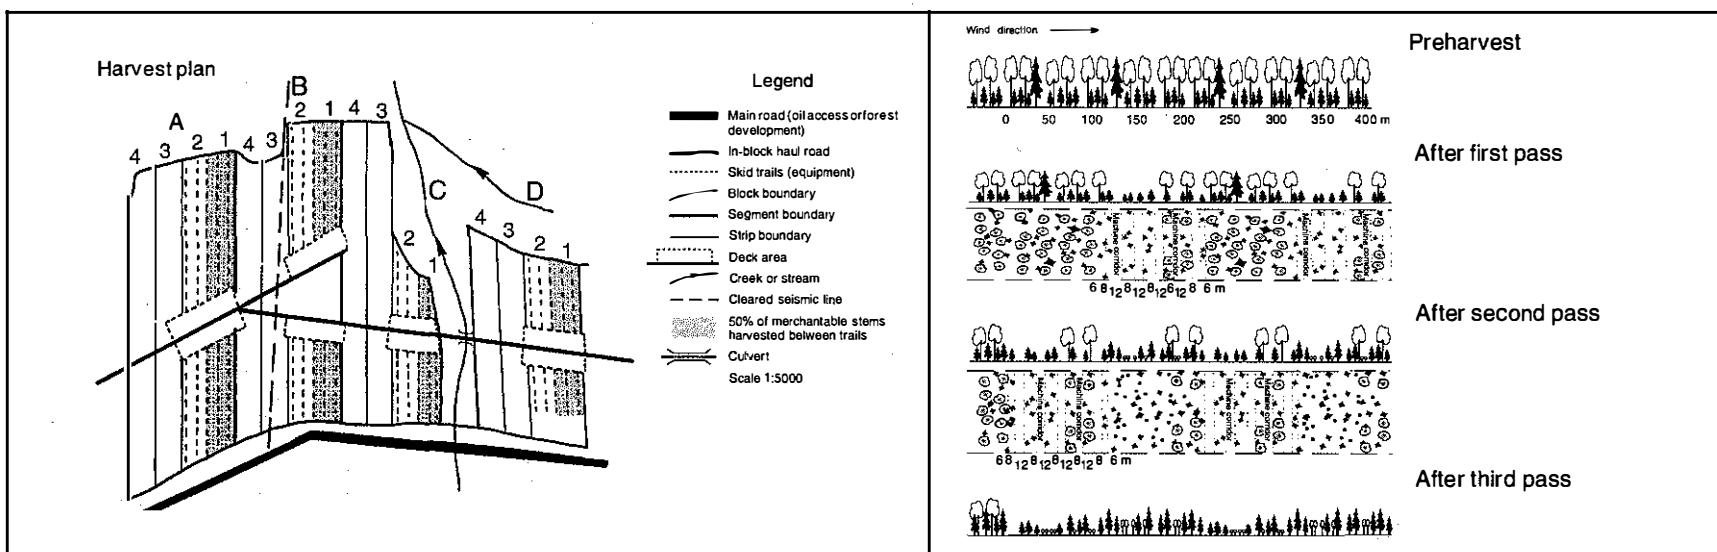 Harvest plan
A
B
C
D
4 3 2 1 4 3
2 1 4 3
2 1
4 3 2 1
Legend
Main road (oil access or forest
development)
In-block haul road
Skid trails (equipment)
Block boundary
Segment boundary
Strip boundary
Deck area
Creek or stream
Cleared seismic line
50% of merchantable stems
harvested between trails
Culvert
Scale 1:5000
Wind direction
Preharvest
0 50 100 150 200 250 300 350 400 m
After first pass
Machine corridor Machine corridor Machine corridor Machine corridor
6 8 12 8 12 8 12 6 12 8 6 m
After second pass
Machine corridor Machine corridor Machine corridor Machine corridor
6 8 12 8 12 8 12 8 12 8 6 m
After third pass